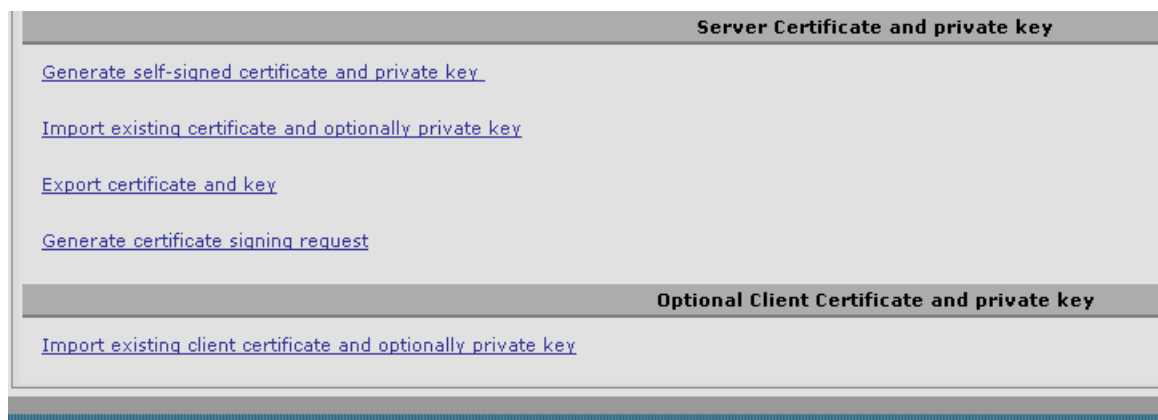 Server Certificate and private key
Generate self-signed certificate and private key
Import existing certificate and optionally private key
Export certificate and key
Generate certificate signing request
Optional Client Certificate and private key
Import existing client certificate and optionally private key